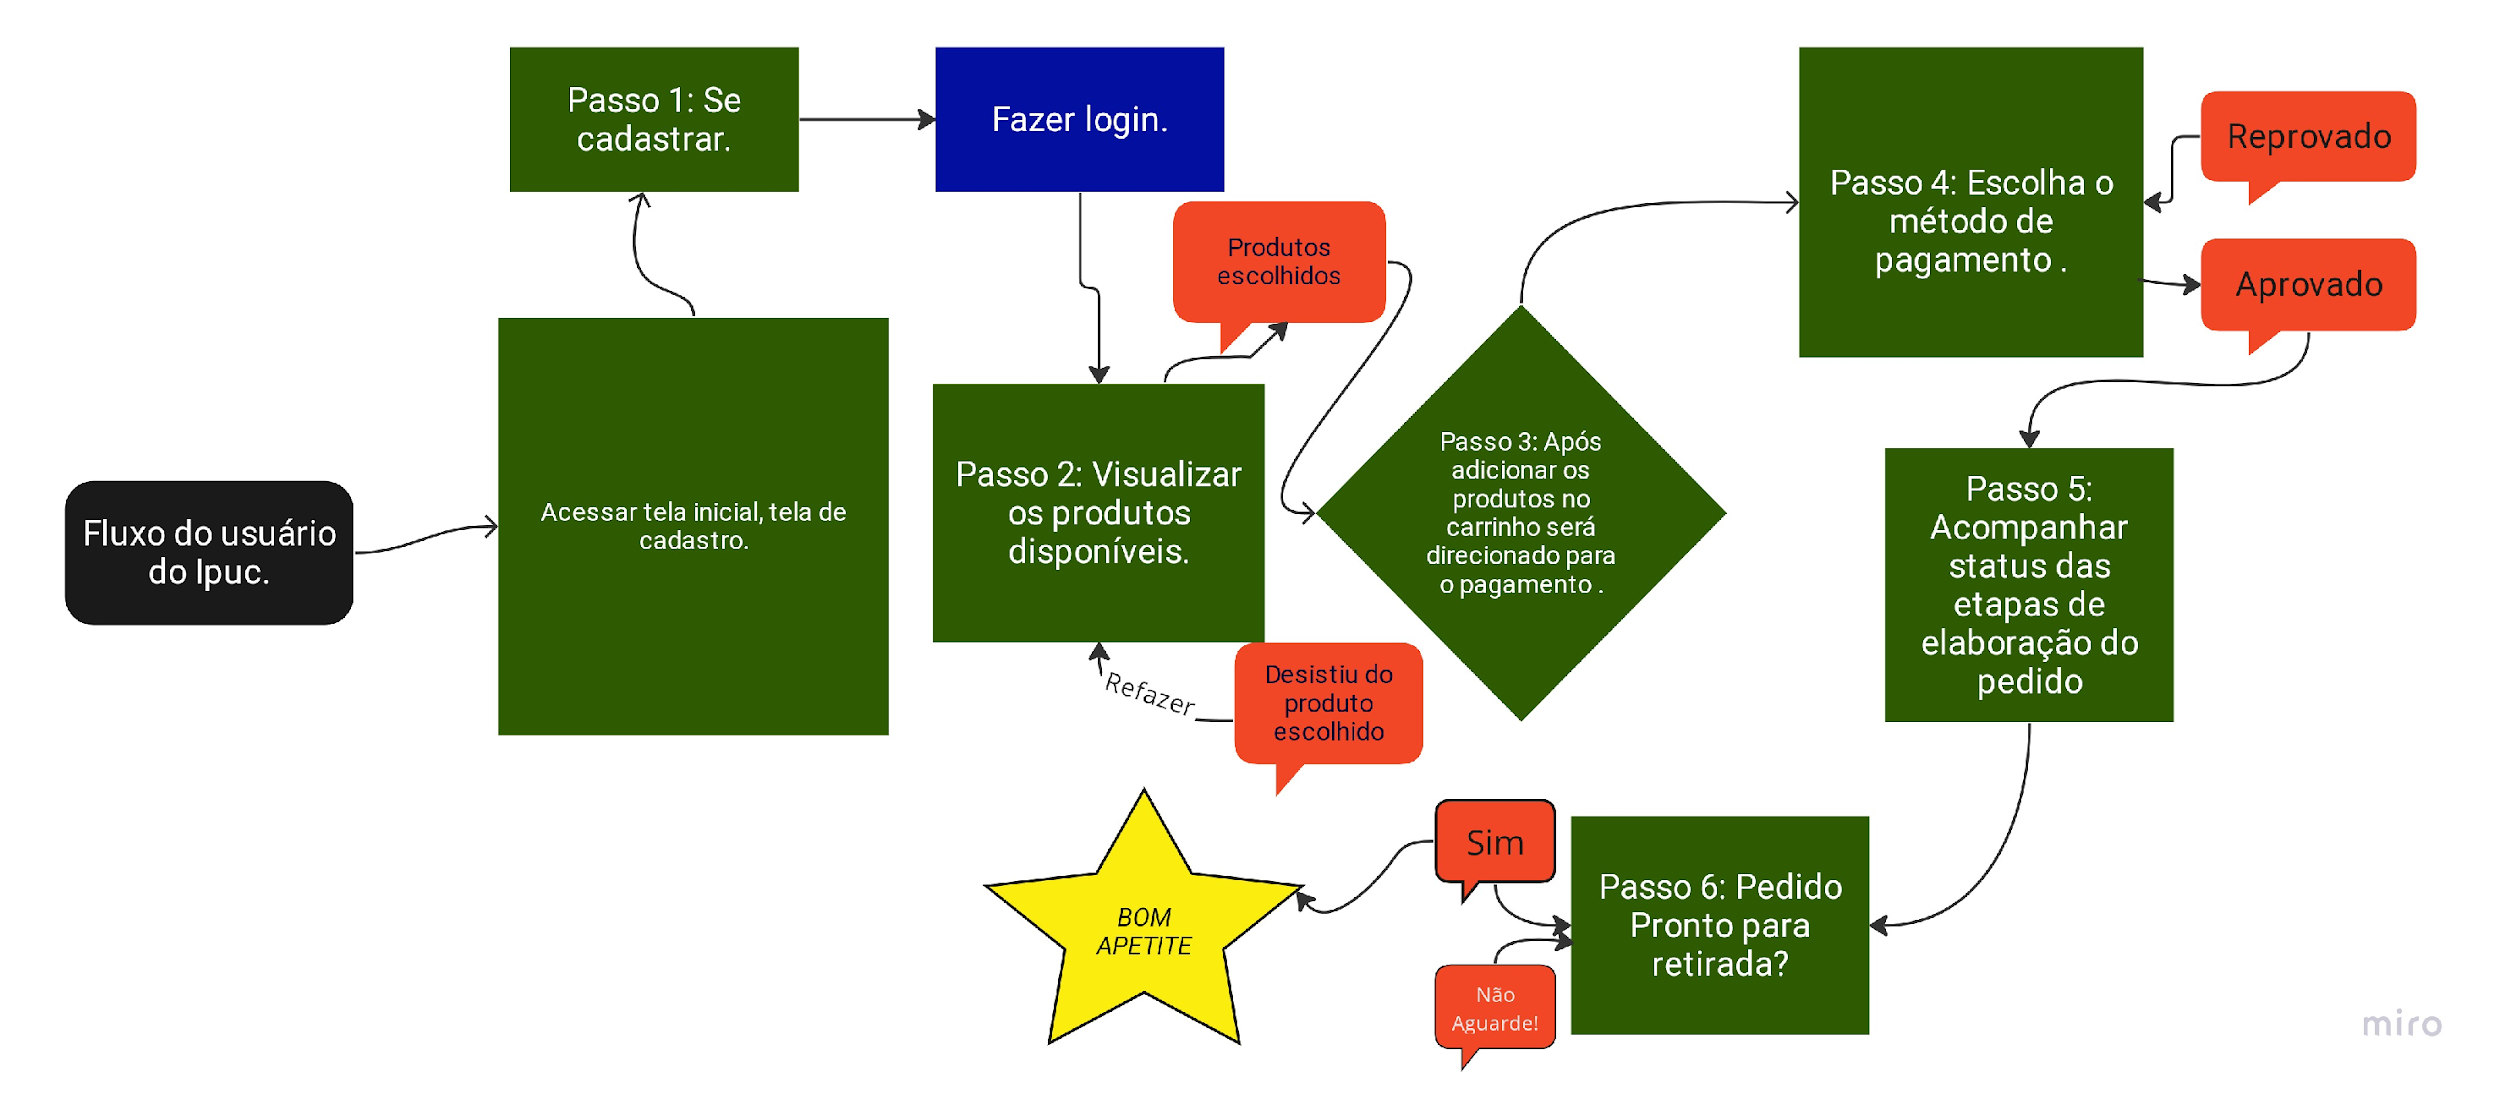 Fluxo do usuário
do Ipuc.
Acessar tela inicial, tela de
cadastro.
Passo 1: Se
cadastrar.
Fazer login.
Passo 2: Visualizar
os produtos
disponíveis.
Produtos
escolhidos
Refazer
Desistiu do
produto
escolhido
Passo 3: Após
adicionar os
produtos no
carrinho será
direcionado para
o pagamento .
Passo 4: Escolha o
método de
pagamento .
Reprovado
Aprovado
Passo 5:
Acompanhar
status das
etapas de
elaboração do
pedido
Passo 6: Pedido
Pronto para
retirada?
Sim
Não
Aguarde!
BOM
APETITE
miro